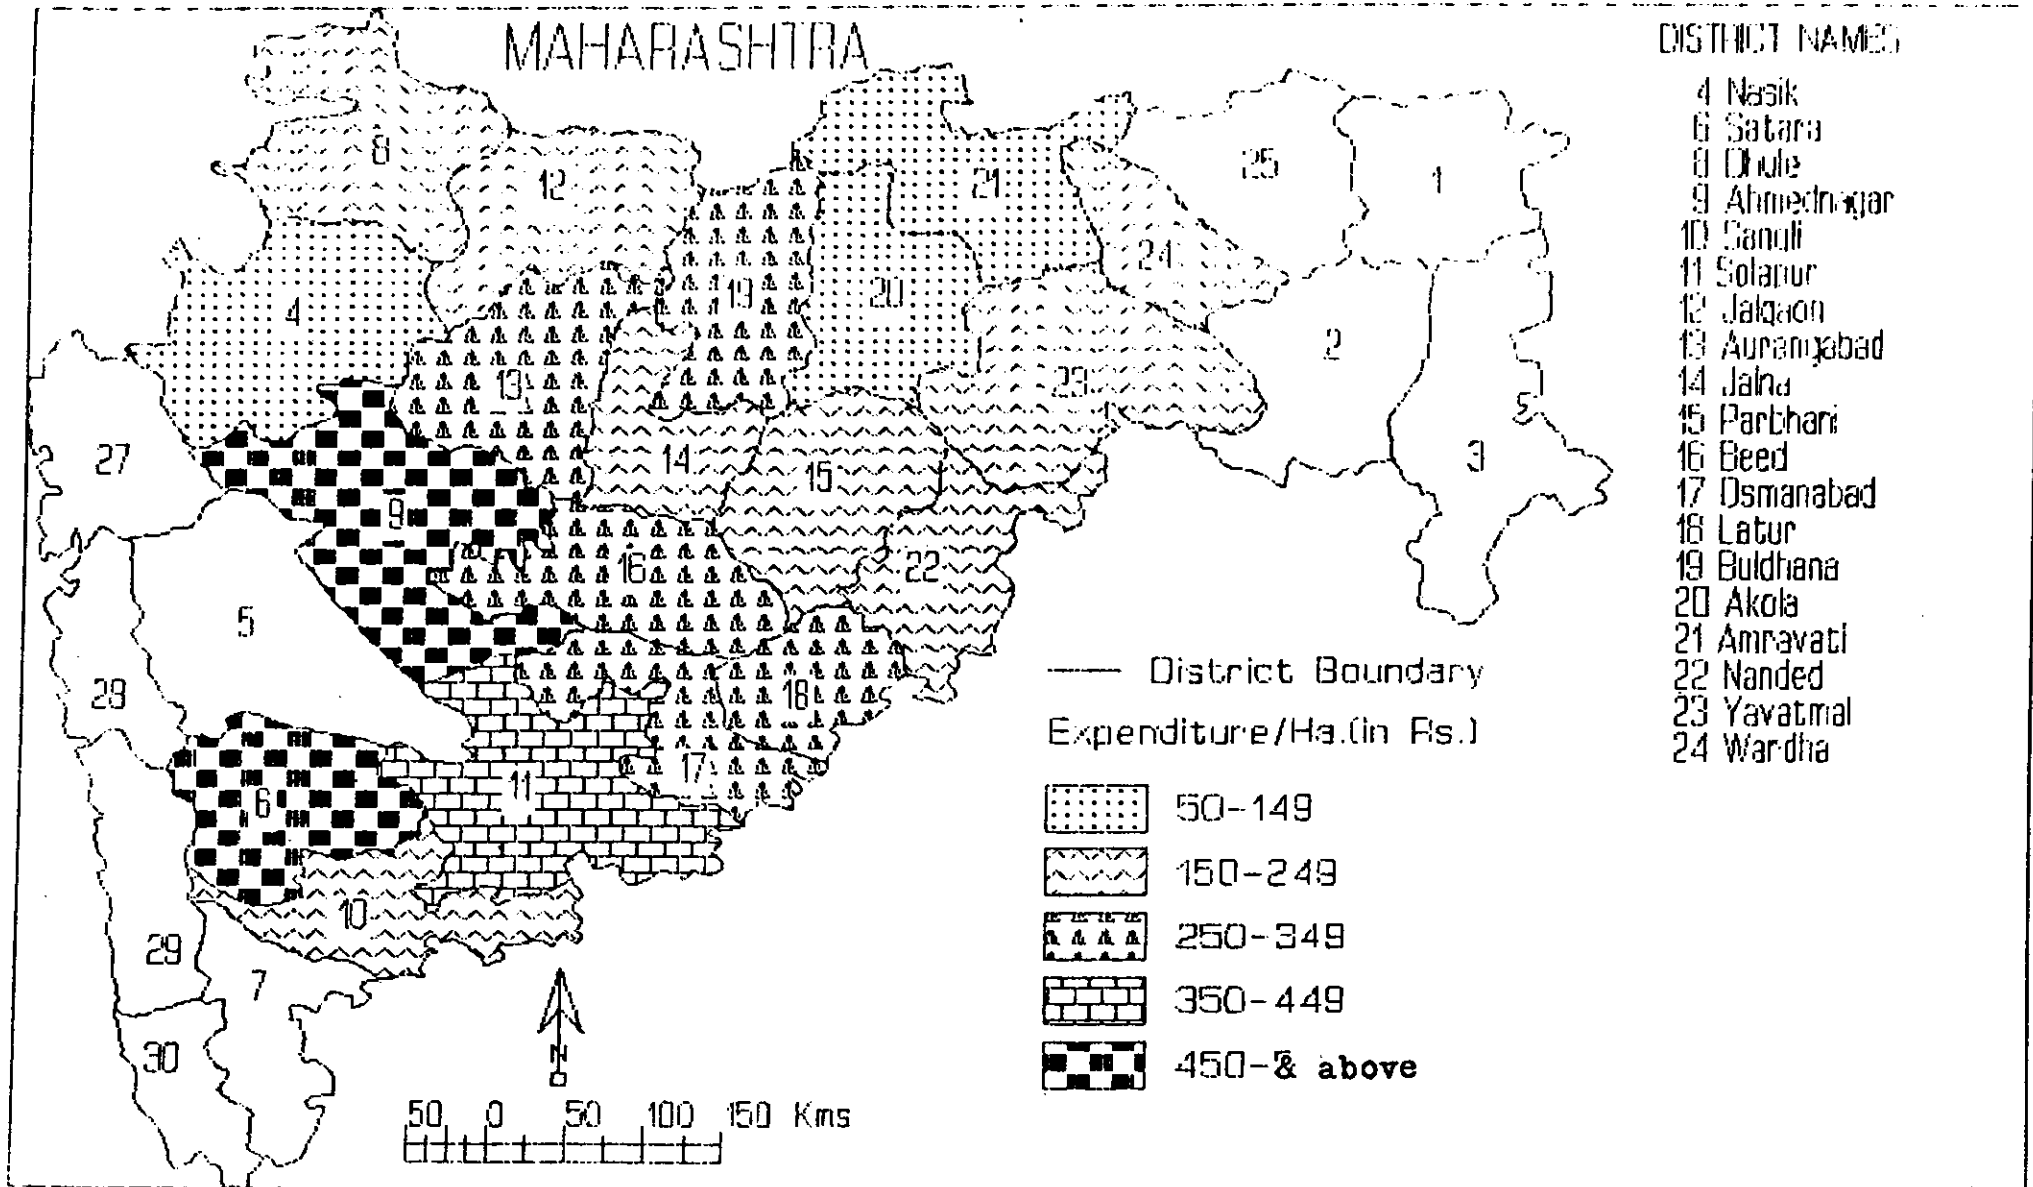 MAHARASHTRA
DISTRICT NAMES
4 Nasik
6 Satara
8 Dhule
9 Ahmednagar
10 Sangli
11 Solapur
12 Jalgaon
13 Aurangabad
14 Jalna
15 Parbhani
16 Beed
17 Osmanabad
18 Latur
19 Buldhana
20 Akola
21 Amravati
22 Nanded
23 Yavatmal
24 Wardha
8
12
21
25
1
24
4
19
20
2
13
23
27
14
15
3
9
16
22
5
28
18
6
11
17
10
29
7
30
District Boundary
Expenditure/Ha.(in Rs.)
50-149
150-249
250-349
350-449
450-& above
N
50 0 50 100 150 Kms